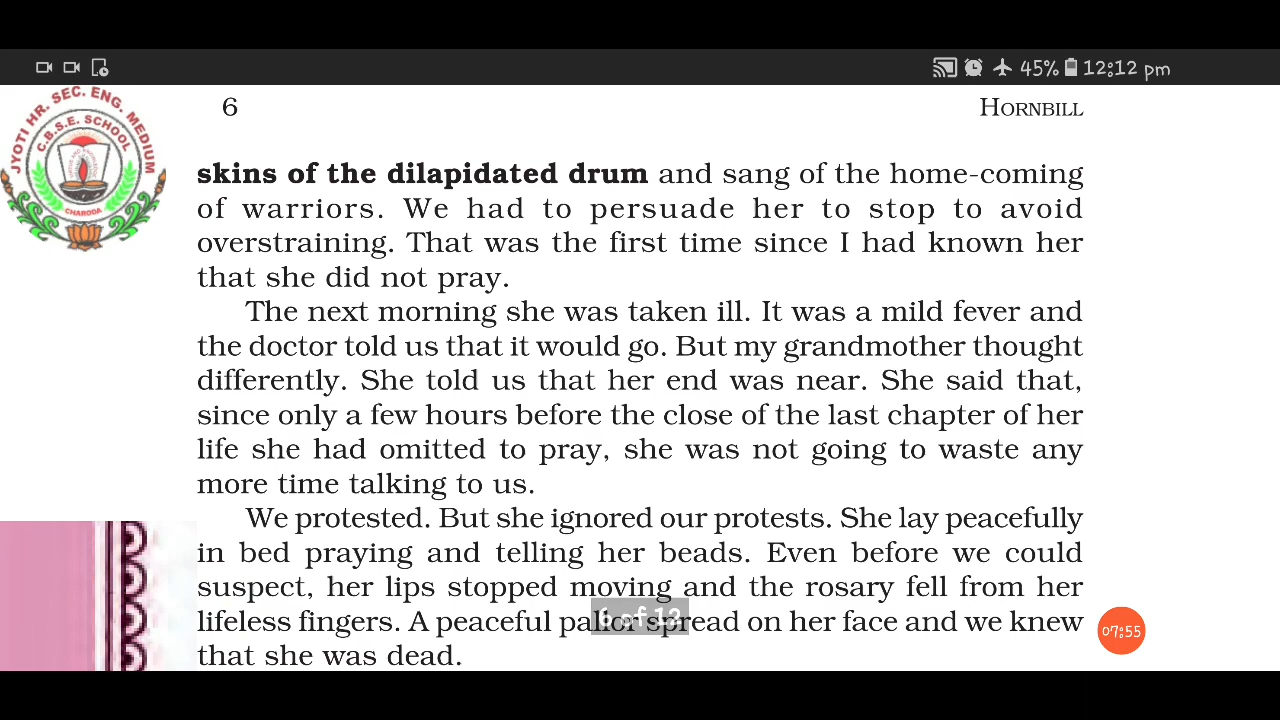 45% 12:12 pm
JYOTI HR. SEC. ENG. MEDIUM
C.B.S.E. SCHOOL
CHARODA
6 HORNBILL
skins of the dilapidated drum and sang of the home-coming
of warriors. We had to persuade her to stop to avoid
overstraining. That was the first time since I had known her
that she did not pray.
The next morning she was taken ill. It was a mild fever and
the doctor told us that it would go. But my grandmother thought
differently. She told us that her end was near. She said that,
since only a few hours before the close of the last chapter of her
life she had omitted to pray, she was not going to waste any
more time talking to us.
We protested. But she ignored our protests. She lay peacefully
in bed praying and telling her beads. Even before we could
suspect, her lips stopped moving and the rosary fell from her
lifeless fingers. A peaceful pallor spread on her face and we knew
6 of 12
07:55
that she was dead.